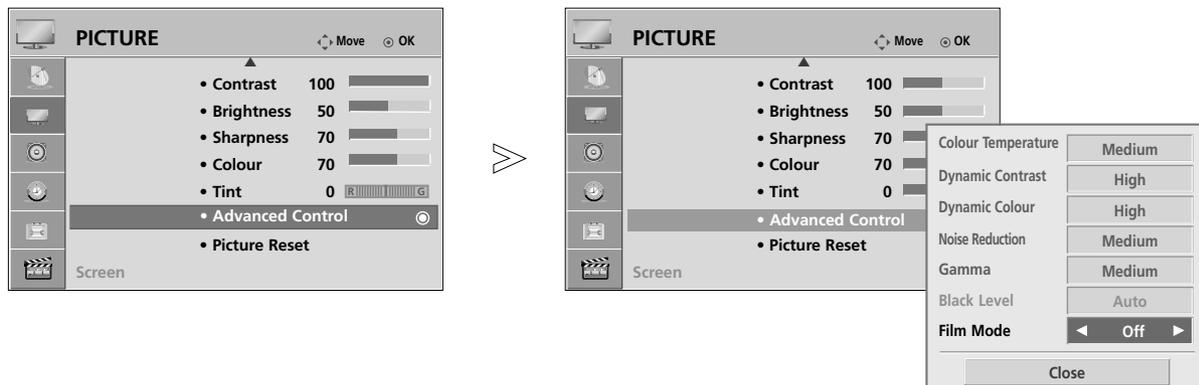 PICTURE Move OK
• Contrast 100
• Brightness 50
• Sharpness 70
• Colour 70
• Tint 0 R G
• Advanced Control
• Picture Reset
Screen
PICTURE Move OK
• Contrast 100
• Brightness 50
• Sharpness 70
• Colour 70
• Tint 0
• Advanced Control
• Picture Reset
Screen
Colour Temperature Medium
Dynamic Contrast High
Dynamic Colour High
Noise Reduction Medium
Gamma Medium
Black Level Auto
Film Mode Off
Close